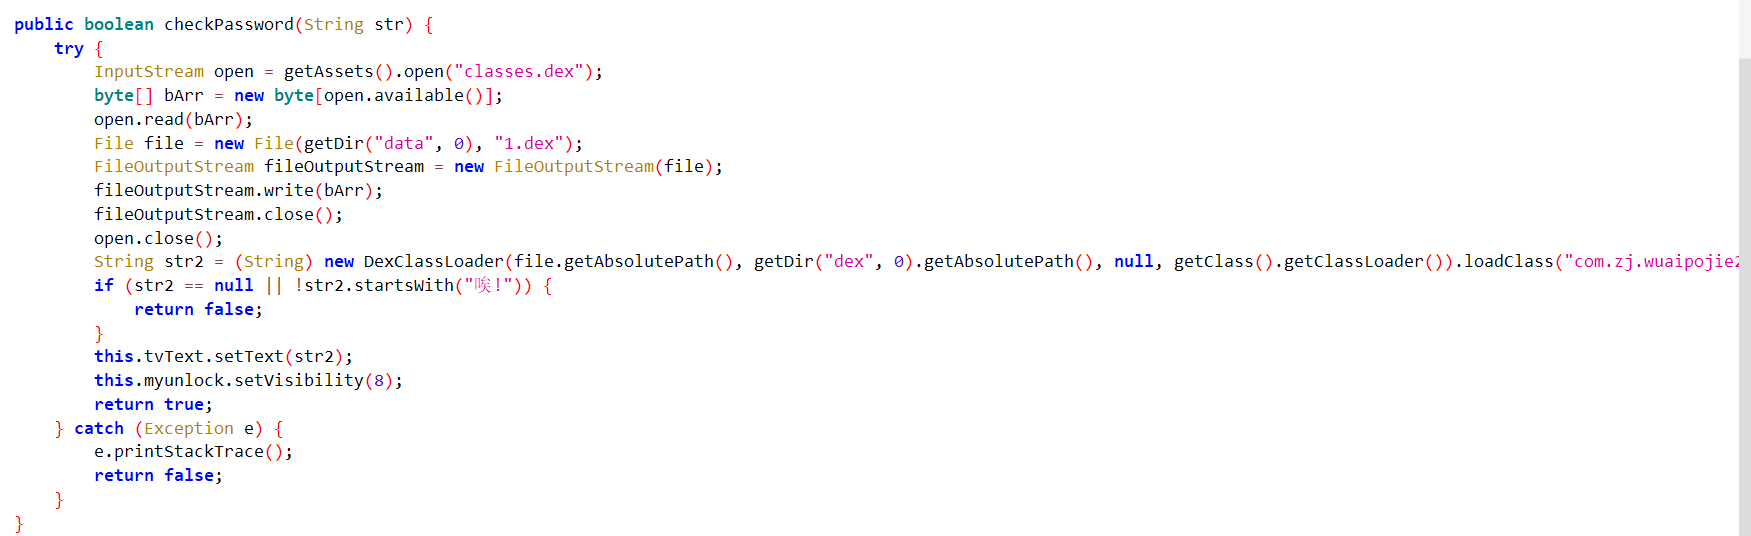 public boolean checkPassword(String str) {
    try {
        InputStream open = getAssets().open("classes.dex");
        byte[] bArr = new byte[open.available()];
        open.read(bArr);
        File file = new File(getDir("data", 0), "1.dex");
        FileOutputStream fileOutputStream = new FileOutputStream(file);
        fileOutputStream.write(bArr);
        fileOutputStream.close();
        open.close();
        String str2 = (String) new DexClassLoader(file.getAbsolutePath(), getDir("dex", 0).getAbsolutePath(), null, getClass().getClassLoader()).loadClass("com.zj.wuaipojie2
        if (str2 == null || !str2.startsWith("唉!")) {
            return false;
        }
        this.tvText.setText(str2);
        this.myunlock.setVisibility(8);
        return true;
    } catch (Exception e) {
        e.printStackTrace();
        return false;
    }
}